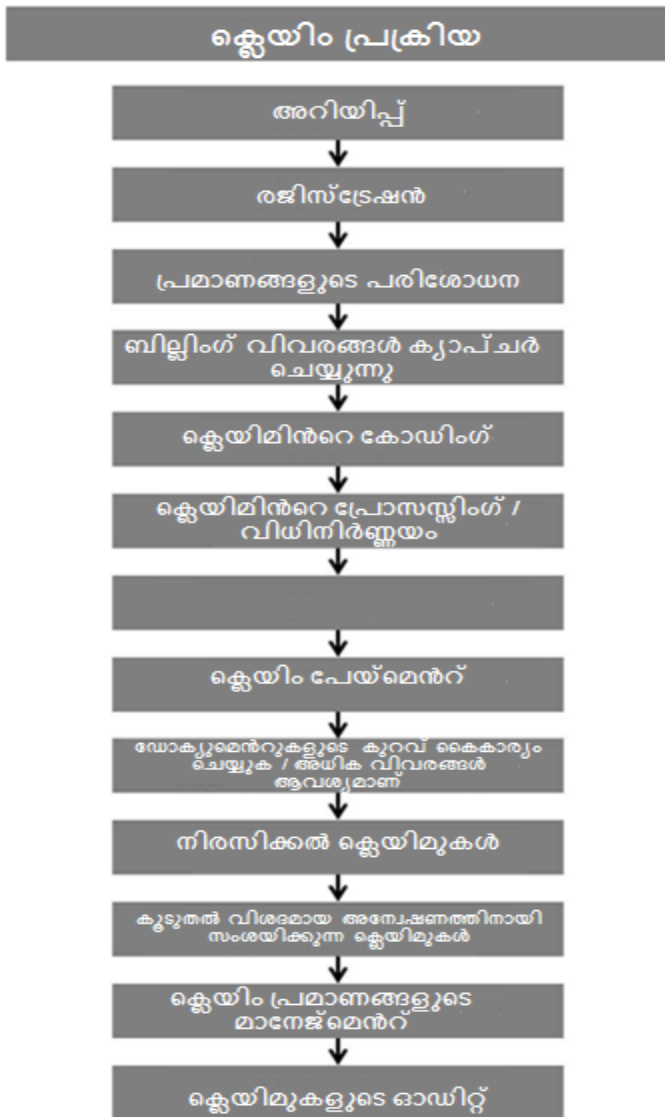 ക്ലെയിം പ്രക്രിയ
അറിയിപ്പ്
രജിസ്ട്രേഷൻ
പ്രമാണങ്ങളുടെ പരിശോധന
ബില്ലിംഗ് വിവരങ്ങൾ ക്യാപ്ചർ
ചെയ്യുന്നു
ക്ലെയിമിൻറെ കോഡിംഗ്
ക്ലെയിമിൻറെ പ്രോസസ്സിംഗ് /
വിധിനിർണ്ണയം
ക്ലെയിം പേയ്മെൻറ്
ഡോക്യുമെൻറുകളുടെ കുറവ് കൈകാര്യം
ചെയ്യുക / അധിക വിവരങ്ങൾ
ആവശ്യമാണ്
നിരസിക്കൽ ക്ലെയിമുകൾ
കൂടുതൽ വിശദമായ അന്വേഷണത്തിനായി
സംശയിക്കുന്ന ക്ലെയിമുകൾ
ക്ലെയിം പ്രമാണങ്ങളുടെ
മാനേജ്മെൻറ്
ക്ലെയിമുകളുടെ ഓഡിറ്റ്